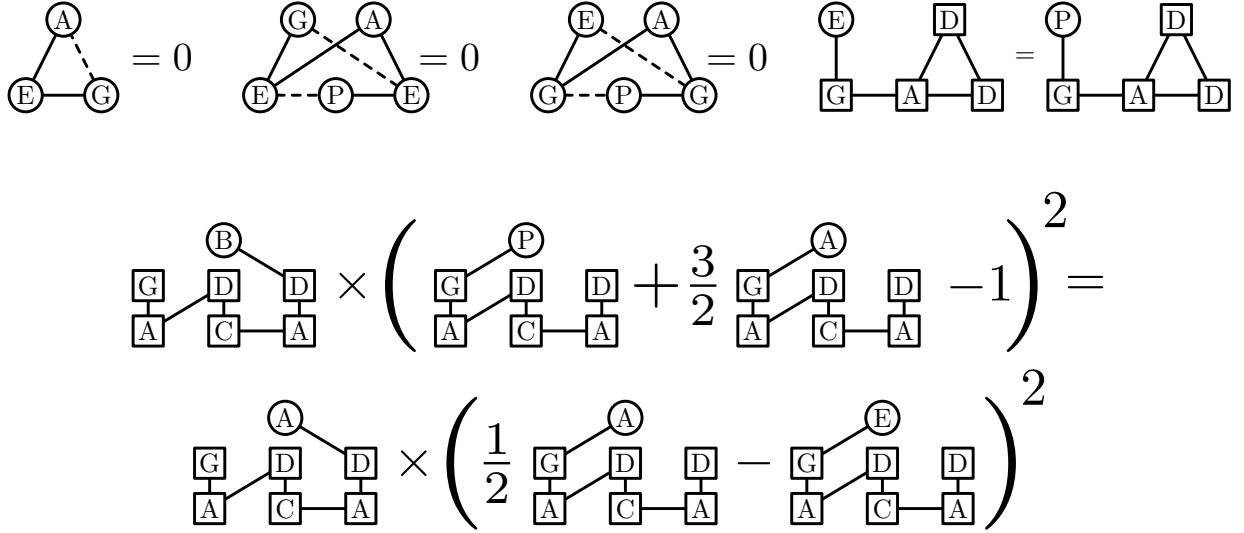 A E G = 0
G A E P E = 0
E A G P G = 0
E D G A D = P D G A D
B G D D A C A × ( P G D D A C A + 3/2 A G D D A C A − 1 )² =
A G D D A C A × ( 1/2 A G D D A C A − E G D D A C A )²